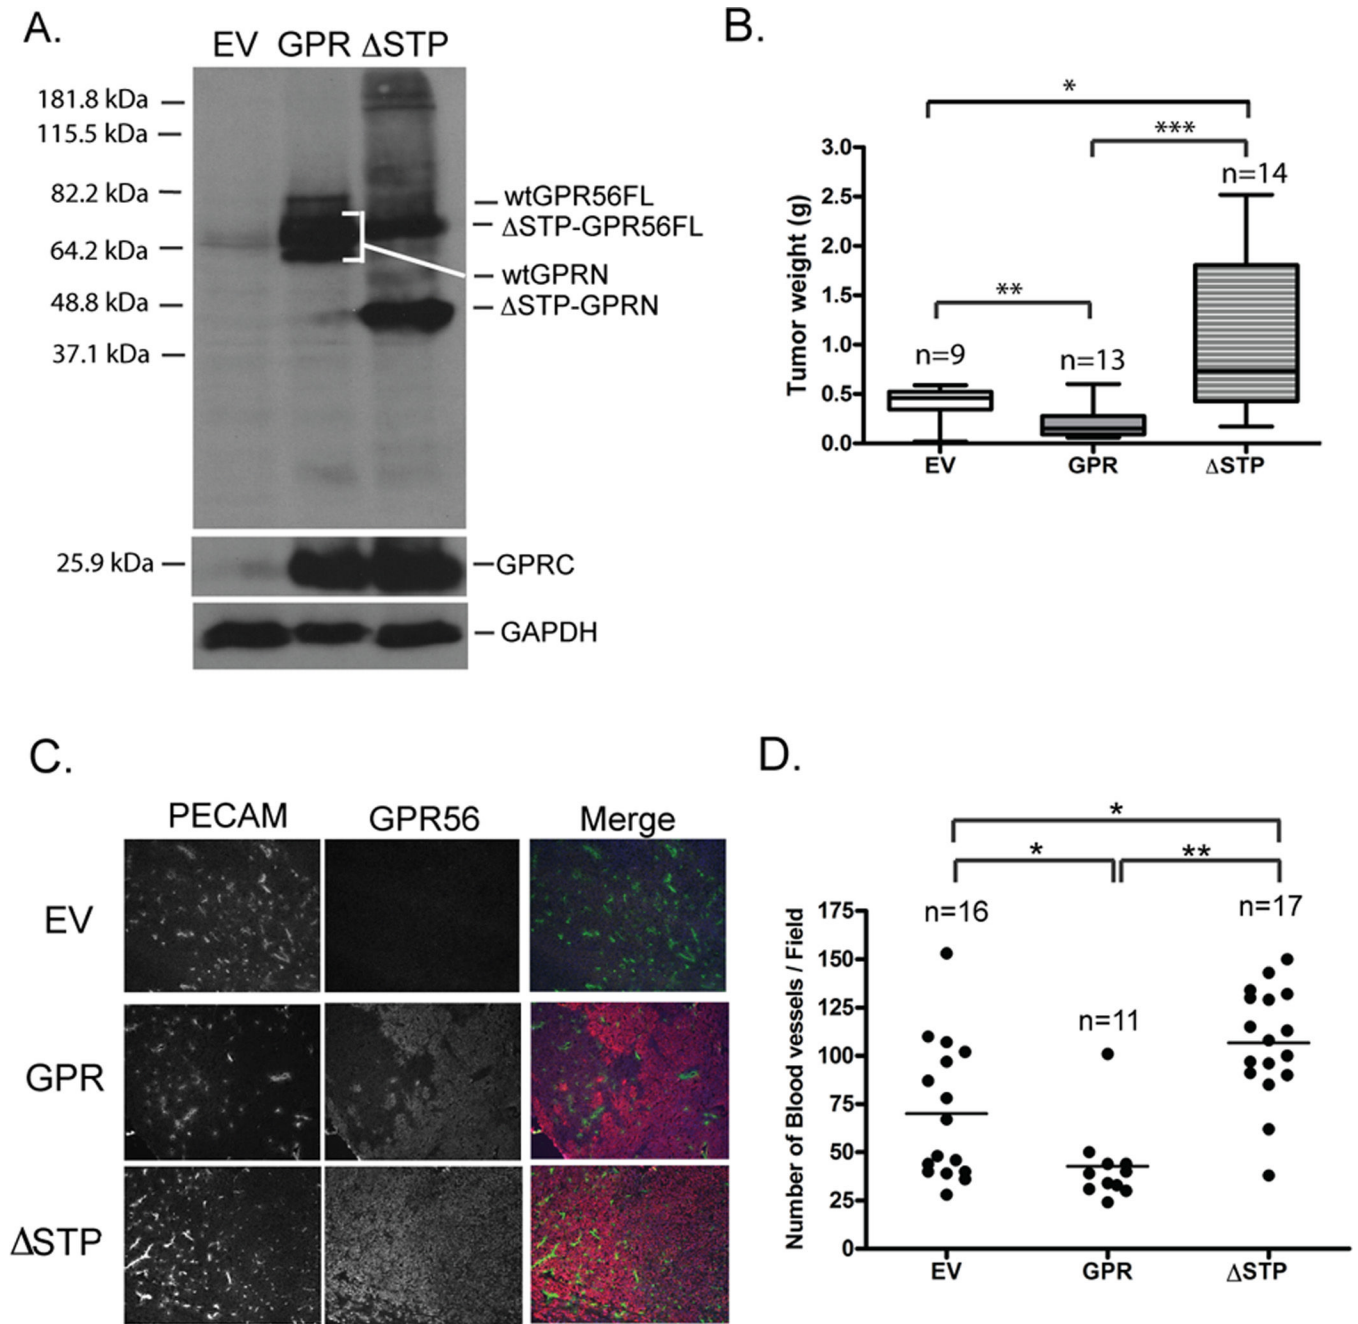 A.
EV GPR ΔSTP
181.8 kDa
115.5 kDa
82.2 kDa
64.2 kDa
48.8 kDa
37.1 kDa
wtGPR56FL
ΔSTP-GPR56FL
wtGPRN
ΔSTP-GPRN
25.9 kDa
GPRC
GAPDH
B.
*
***
**
n=9
n=13
n=14
Tumor weight (g)
3.0
2.0
1.5
1.0
0.5
0.0
EV GPR ΔSTP
C.
PECAM GPR56 Merge
EV
GPR
ΔSTP
D.
*
* **
n=16
n=11
n=17
Number of Blood vessels / Field
175
150
125
100
75
50
25
0
EV GPR ΔSTP